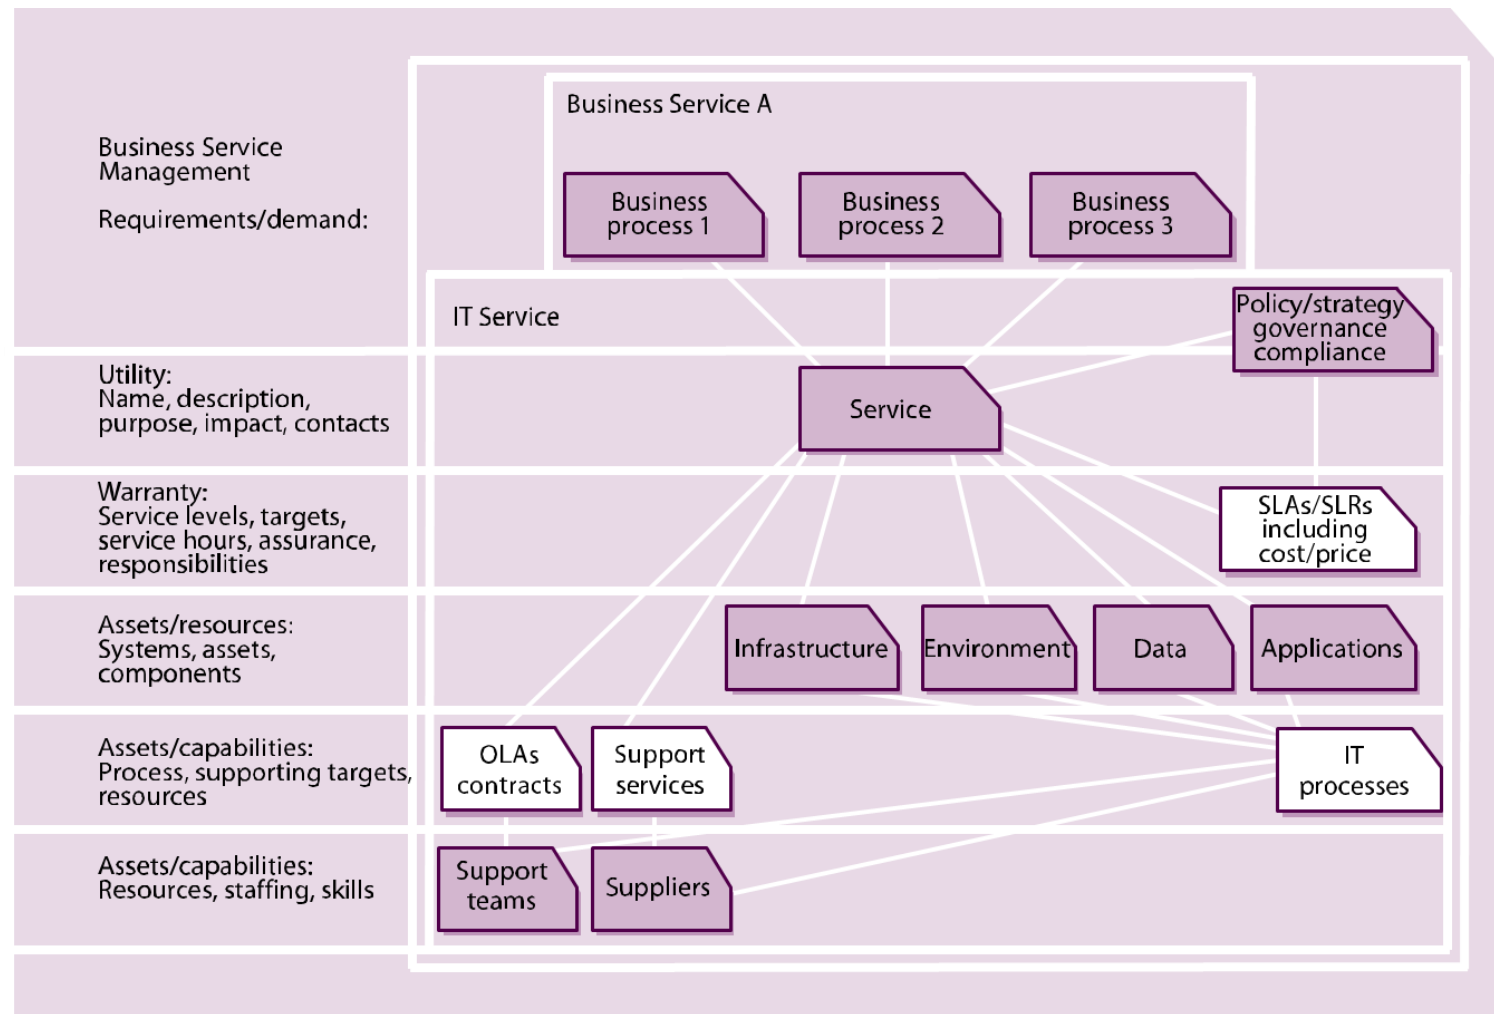 Business Service A
Business Service
Management
Requirements/demand:
Business
process 1
Business
process 2
Business
process 3
IT Service
Policy/strategy
governance
compliance
Utility:
Name, description,
purpose, impact, contacts
Service
Warranty:
Service levels, targets,
service hours, assurance,
responsibilities
SLAs/SLRs
including
cost/price
Assets/resources:
Systems, assets,
components
Infrastructure
Environment
Data
Applications
Assets/capabilities:
Process, supporting targets,
resources
OLAs
contracts
Support
services
IT
processes
Assets/capabilities:
Resources, staffing, skills
Support
teams
Suppliers